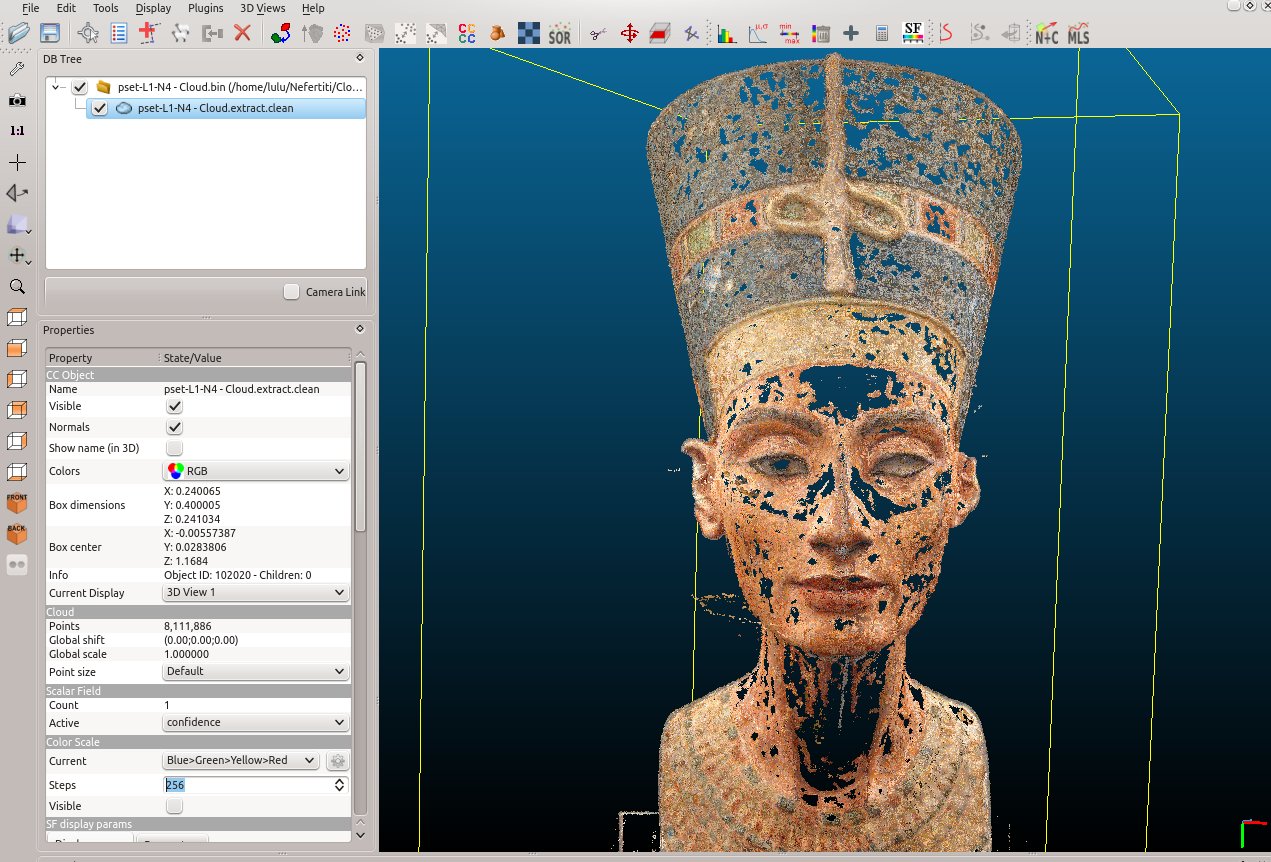 File Edit Tools Display Plugins 3D Views Help
CC
CC
SOR
μ,σ
min
max
SF
N+C
MLS
DB Tree
1:1
pset-L1-N4 - Cloud.bin (/home/lulu/Nefertiti/Clo...
pset-L1-N4 - Cloud.extract.clean
Camera Link
Properties
Property State/Value
CC Object
Name pset-L1-N4 - Cloud.extract.clean
Visible
Normals
Show name (in 3D)
Colors RGB
Box dimensions X: 0.240065
Y: 0.400005
Z: 0.241034
Box center X: -0.00557387
Y: 0.0283806
Z: 1.1684
Info Object ID: 102020 - Children: 0
Current Display 3D View 1
Cloud
Points 8,111,886
Global shift (0.00;0.00;0.00)
Global scale 1.000000
Point size Default
Scalar Field
Count 1
Active confidence
Color Scale
Current Blue>Green>Yellow>Red
Steps 256
Visible
SF display params
FRONT
BACK